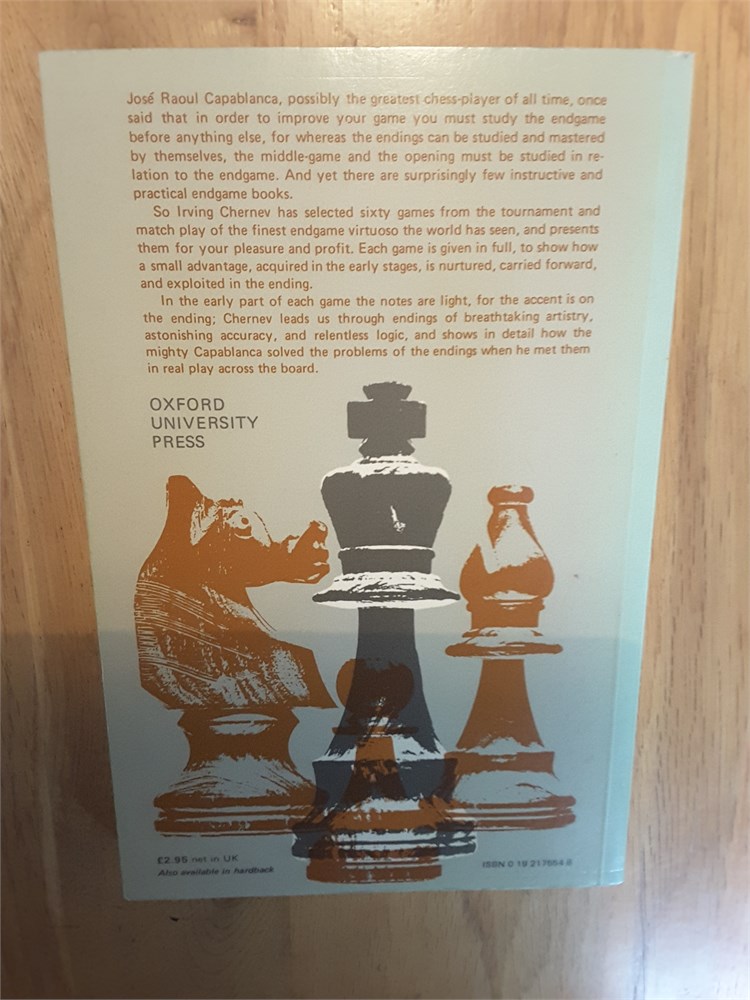 José Raoul Capablanca, possibly the greatest chess-player of all time, once
said that in order to improve your game you must study the endgame
before anything else, for whereas the endings can be studied and mastered
by themselves, the middle-game and the opening must be studied in re-
lation to the endgame. And yet there are surprisingly few instructive and
practical endgame books.
So Irving Chernev has selected sixty games from the tournament and
match play of the finest endgame virtuoso the world has seen, and presents
them for your pleasure and profit. Each game is given in full, to show how
a small advantage, acquired in the early stages, is nurtured, carried forward,
and exploited in the ending.
In the early part of each game the notes are light, for the accent is on
the ending; Chernev leads us through endings of breathtaking artistry,
astonishing accuracy, and relentless logic, and shows in detail how the
mighty Capablanca solved the problems of the endings when he met them
in real play across the board.
OXFORD
UNIVERSITY
PRESS
£2.95 net in UK
Also available in hardback
ISBN 0 19 217554 8